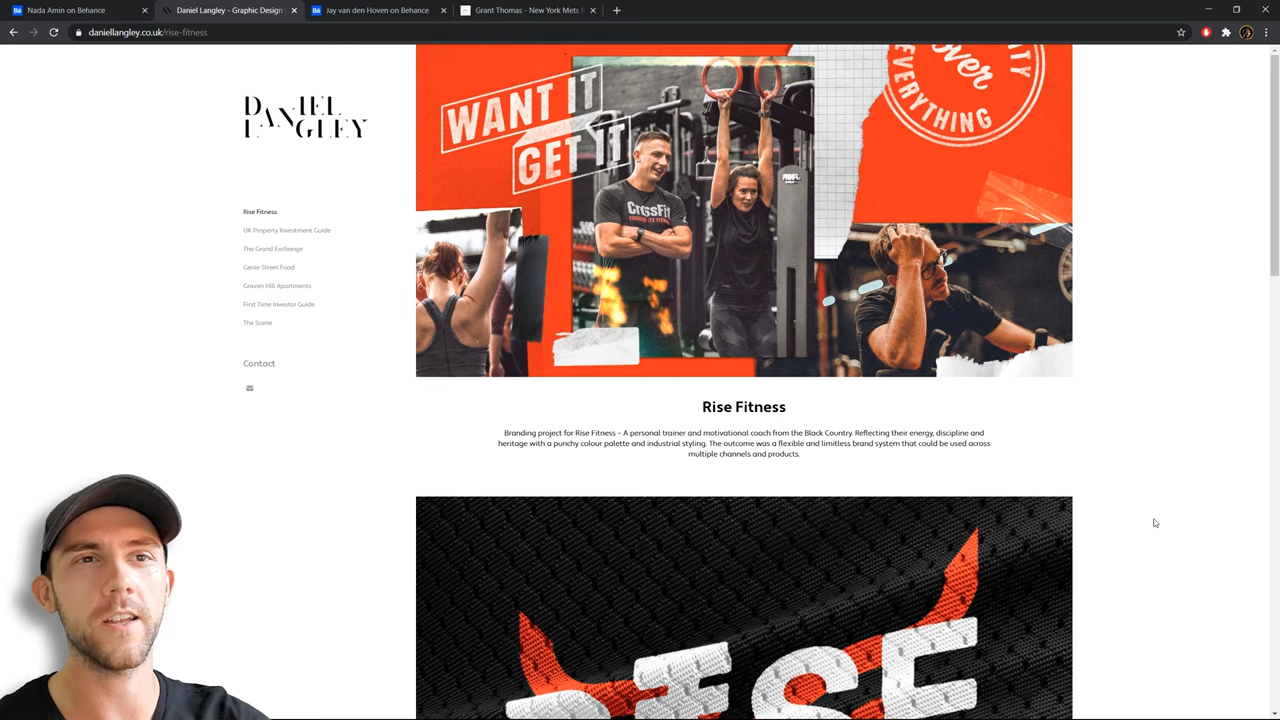 Nada Amin on Behance
Daniel Langley - Graphic Design
Jay van den Hoven on Behance
Grant Thomas - New York Mets B
daniellangley.co.uk/rise-fitness
DANIEL
LANGLEY
Rise Fitness
UK Property Investment Guide
The Grand Exchange
Genie Street Food
Graven Hill Apartments
First Time Investor Guide
The Scene
Contact
WANT IT
GET IT
over
EVERYTHING
CrossFit
Rise Fitness
Branding project for Rise Fitness – A personal trainer and motivational coach from the Black Country. Reflecting their energy, discipline and
heritage with a punchy colour palette and industrial styling. The outcome was a flexible and limitless brand system that could be used across
multiple channels and products.
RISE